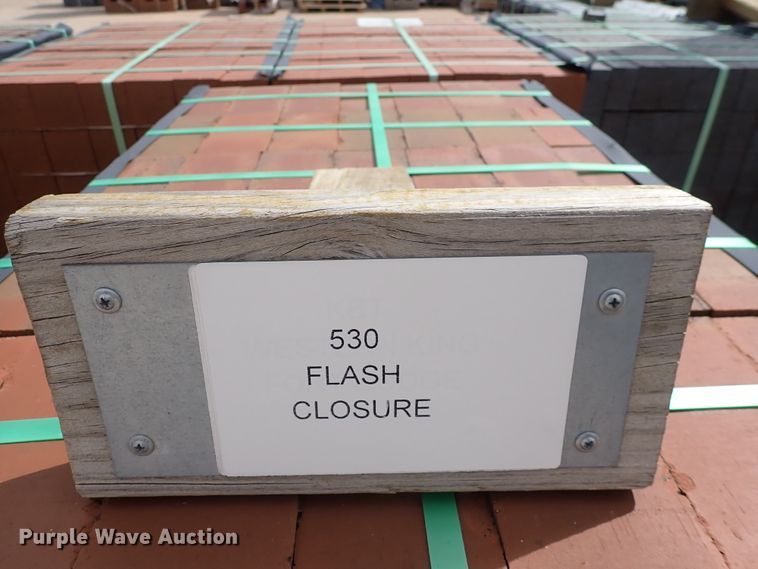 530
FLASH
CLOSURE
Purple Wave Auction